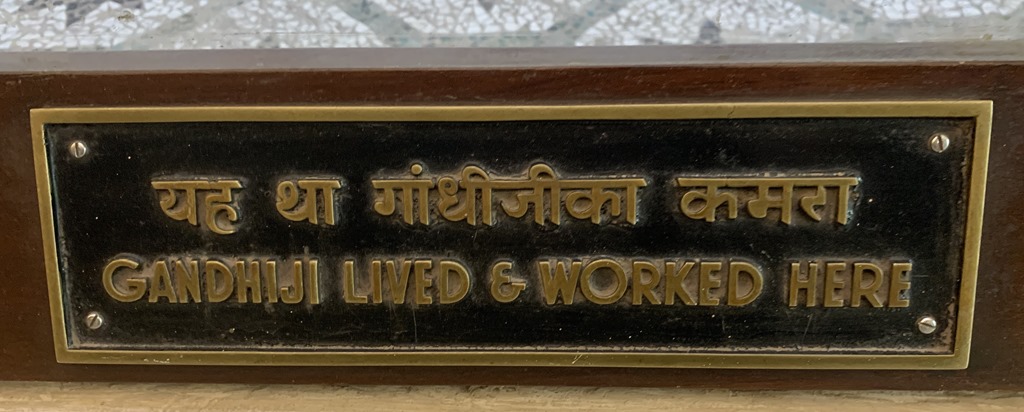 यह था गांधीजीका कमरा
GANDHIJI LIVED & WORKED HERE